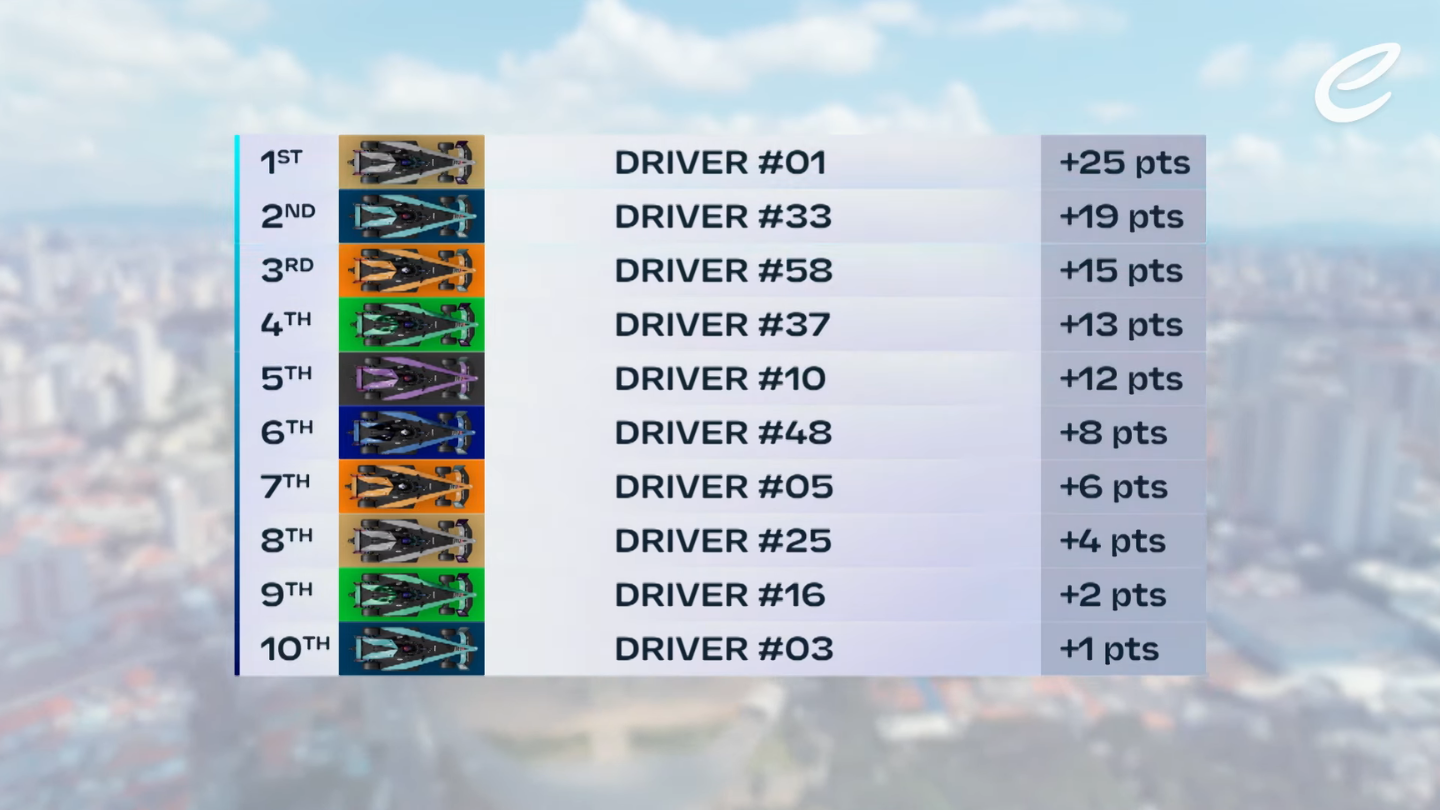 1ST DRIVER #01 +25 pts
2ND DRIVER #33 +19 pts
3RD DRIVER #58 +15 pts
4TH DRIVER #37 +13 pts
5TH DRIVER #10 +12 pts
6TH DRIVER #48 +8 pts
7TH DRIVER #05 +6 pts
8TH DRIVER #25 +4 pts
9TH DRIVER #16 +2 pts
10TH DRIVER #03 +1 pts